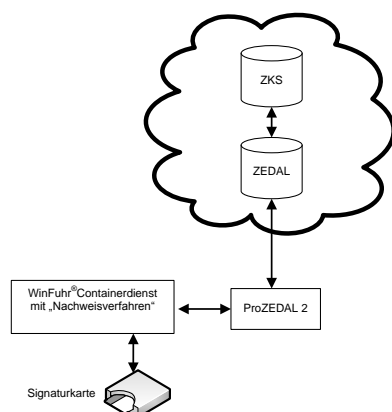 ZKS
ZEDAL
WinFuhr®Containerdienst
mit „Nachweisverfahren“
ProZEDAL 2
Signaturkarte